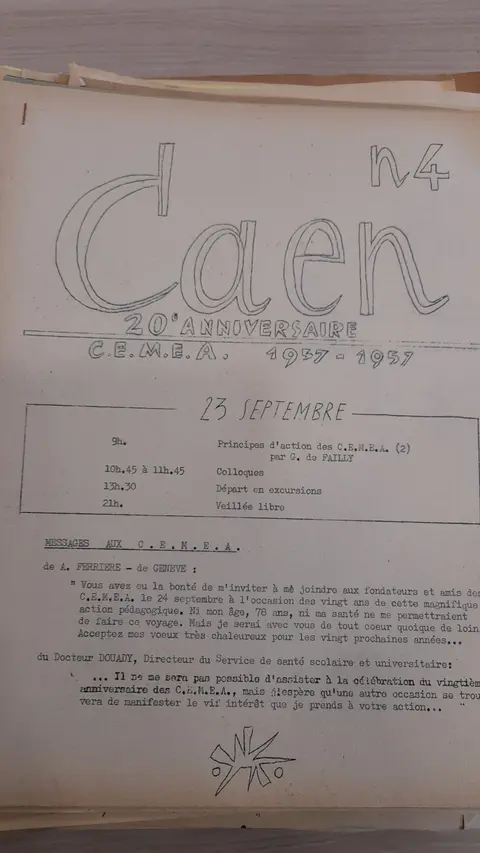 n4
Caen
20e ANNIVERSAIRE
C.E.M.E.A. 1937-1957
23 SEPTEMBRE
9h. Principes d'action des C.E.M.E.A. (2)
par G. de FAILLY
10h.45 à 11h.45 Colloques
13h.30 Départ en excursions
21h. Veillée libre
MESSAGES AUX C.E.M.E.A.
de A. FERRIERE - de GENEVE :
" Vous avez eu la bonté de m'inviter à me joindre aux fondateurs et amis des
C.E.M.E.A. le 24 septembre à l'occasion des vingt ans de cette magnifique
action pédagogique. Ni mon âge, 78 ans, ni ma santé ne me permettraient
de faire ce voyage. Mais je serai avec vous de tout coeur quoique de loin
Acceptez mes voeux très chaleureux pour les vingt prochaines années...
du Docteur DOUADY, Directeur du Service de santé scolaire et universitaire:
... Il ne me sera pas possible d'assister à la célébration du vingtièm
anniversaire des C.E.M.E.A., mais j'espère qu'une autre occasion se trou
vera de manifester le vif intérêt que je prends à votre action... "